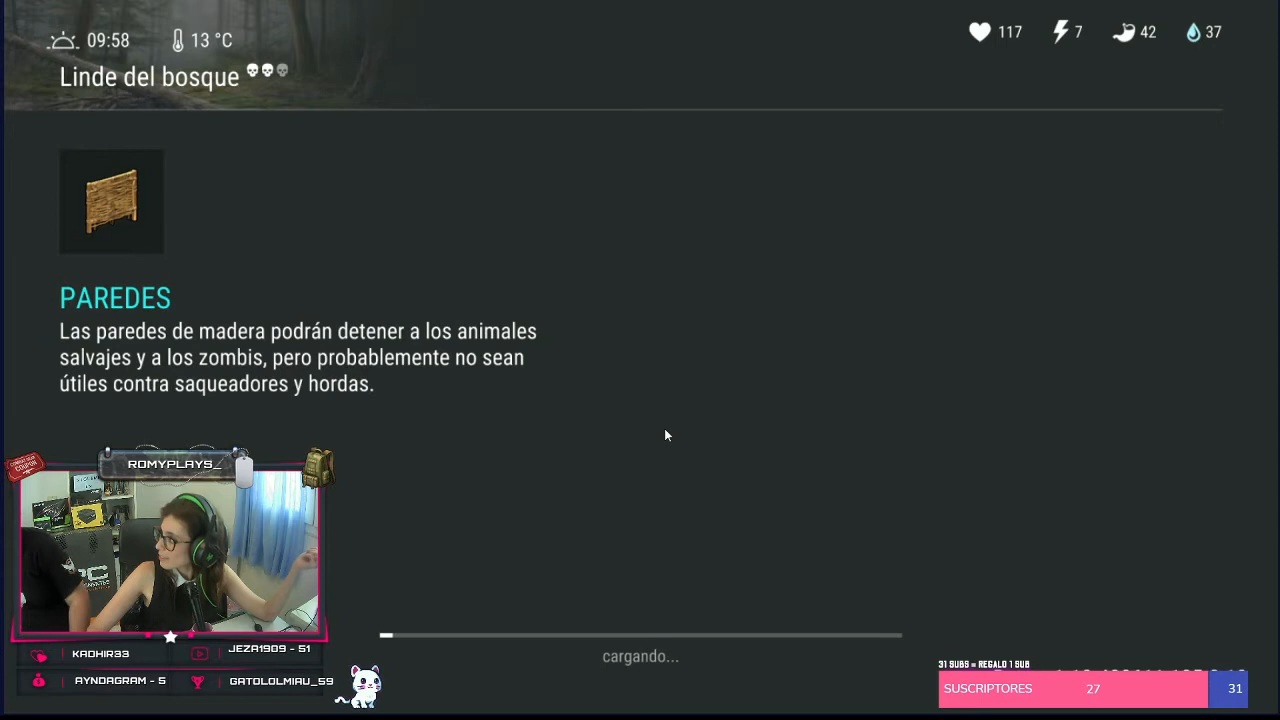 09:58
13 °C
117
7
42
37
Linde del bosque
PAREDES
Las paredes de madera podrán detener a los animales
salvajes y a los zombis, pero probablemente no sean
útiles contra saqueadores y hordas.
ROMYPLAYS_
KADHIR33
JEZA1909 - 51
AYNDAGRAM - 5
GATOLOLMIAU_59
cargando...
31 SUBS = REGALO 1 SUB
SUSCRIPTORES
27
31